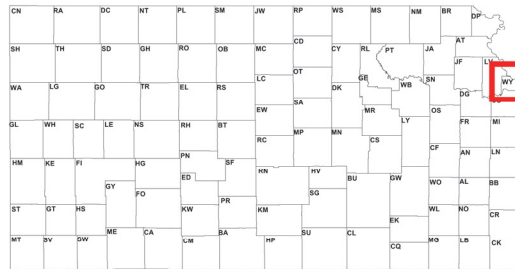 CN RA DC NT PL SM JW RP WS MS NM BR DP
CD AT
SH TH SD GH RO OB MC CY RL PT JA
OT JF LV WY
LC GE WB SN
WA LG GO TR EL RS DK DG
EW SA MR OS
GL WH SC LE NS RH BT LY FR MI
RC MP MN CS
CF AN LN
PN
HM KE FI HG SF HV
ED BU GW WO AL BB
GY FO SG
PR
ST GT HS KW KM WL NO CR
EK
ME CA BA SU CL
MT SV CQ MG LB CK